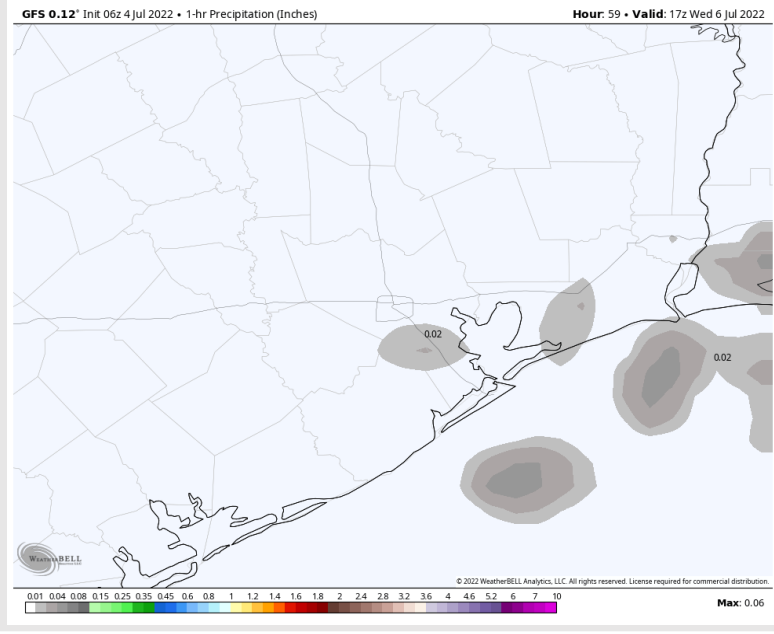 GFS 0.12° Init 06z 4 Jul 2022 • 1-hr Precipitation (Inches) Hour: 59 • Valid: 17z Wed 6 Jul 2022
0.02
0.02
WEATHERBELL
© 2022 WeatherBELL Analytics, LLC. All rights reserved. License required for commercial distribution.
0.01 0.04 0.08 0.15 0.25 0.35 0.45 0.6 0.8 1 1.2 1.4 1.6 1.8 2 2.4 2.8 3.2 3.6 4 4.6 5.2 6 7 10
Max: 0.06